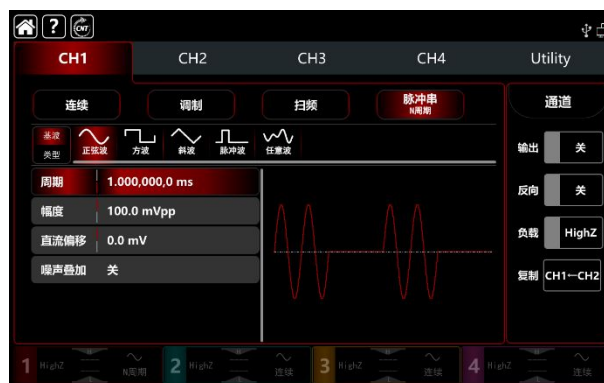 ? CNT
CH1 CH2 CH3 CH4 Utility
连续 调制 扫频 脉冲串 通道
N周期
基波
类型 正弦波 方波 斜波 脉冲波 任意波
输出 关
周期 1.000,000,0 ms
反向 关
幅度 100.0 mVpp
负载 HighZ
直流偏移 0.0 mV
噪声叠加 关
复制 CH1←CH2
1 HighZ N周期 2 HighZ 连续 3 HighZ 连续 4 HighZ 连续